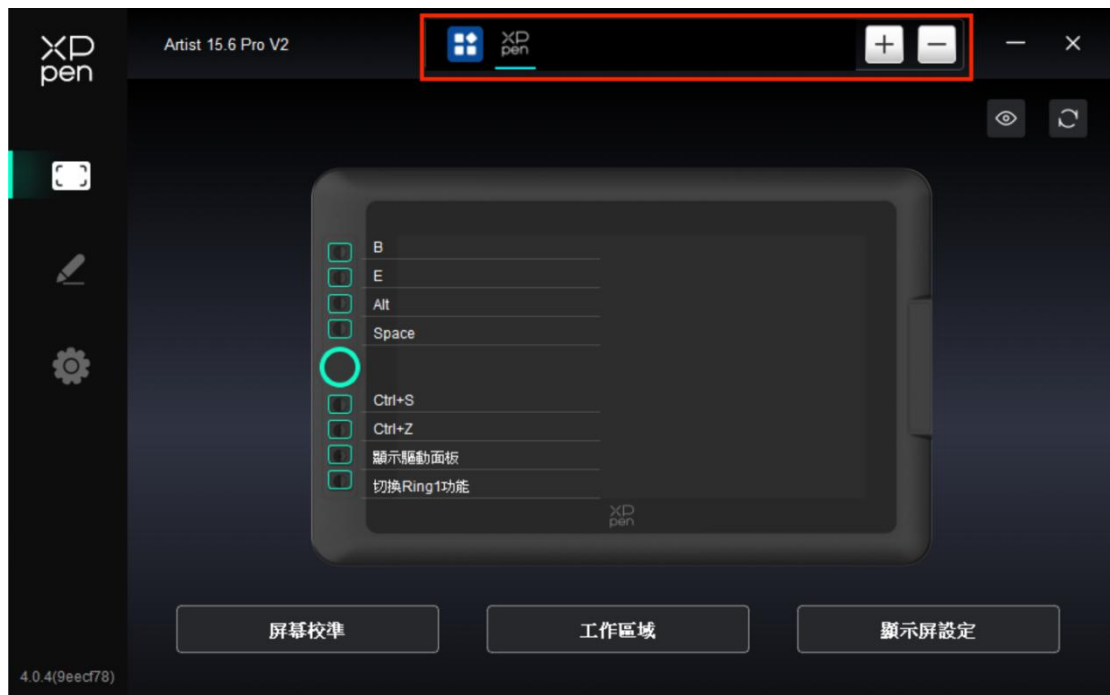 XP
pen
Artist 15.6 Pro V2
XP
pen
B
E
Alt
Space
Ctrl+S
Ctrl+Z
顯示驅動面板
切換Ring1功能
XP
pen
屏幕校準
工作區域
顯示屏設定
4.0.4(9eecf78)